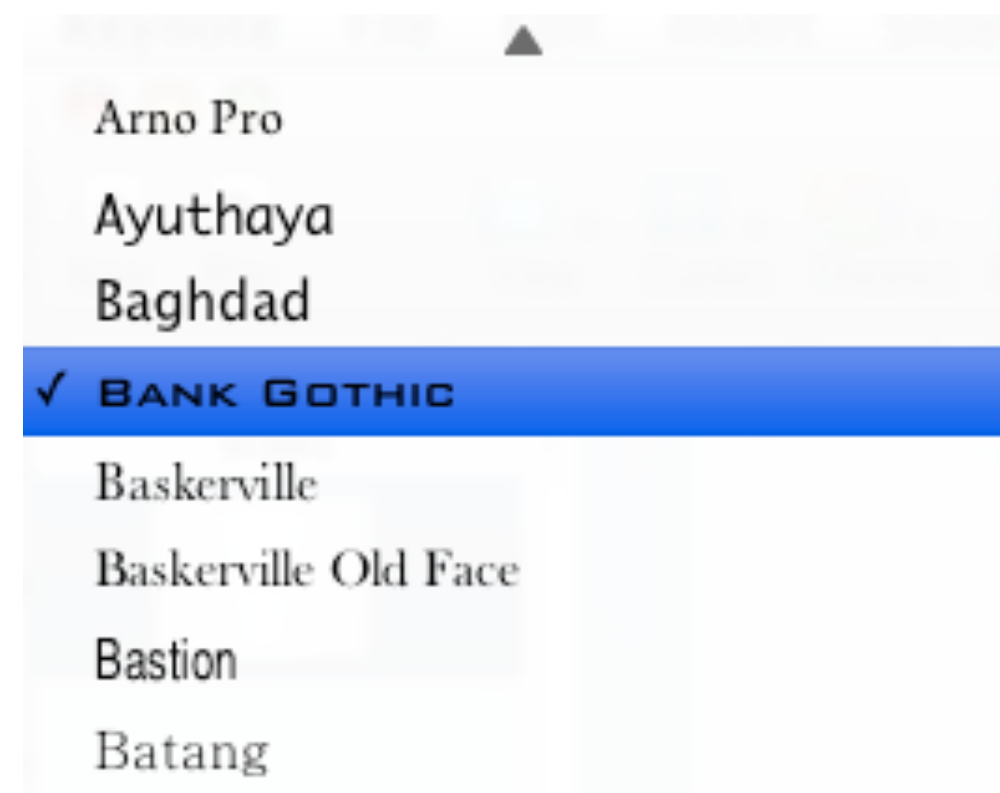 Arno Pro
Ayuthaya
Baghdad
✓ Bank Gothic
Baskerville
Baskerville Old Face
Bastion
Batang